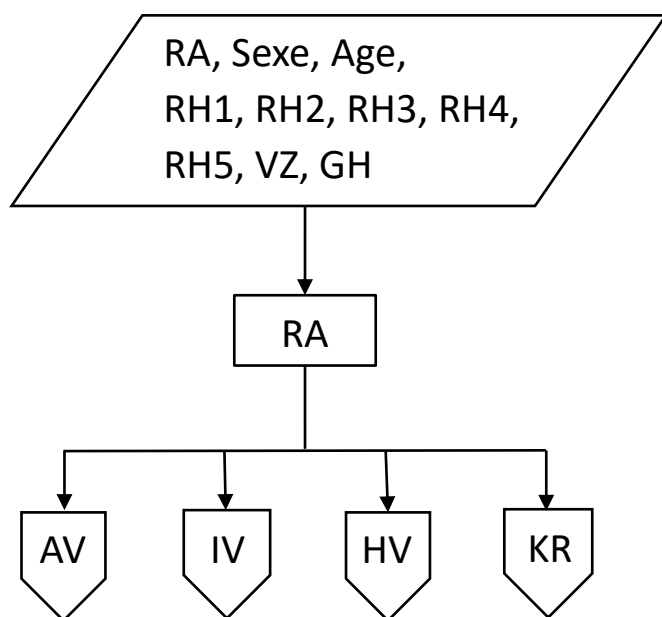 RA, Sexe, Age,
RH1, RH2, RH3, RH4,
RH5, VZ, GH
RA
AV
IV
HV
KR